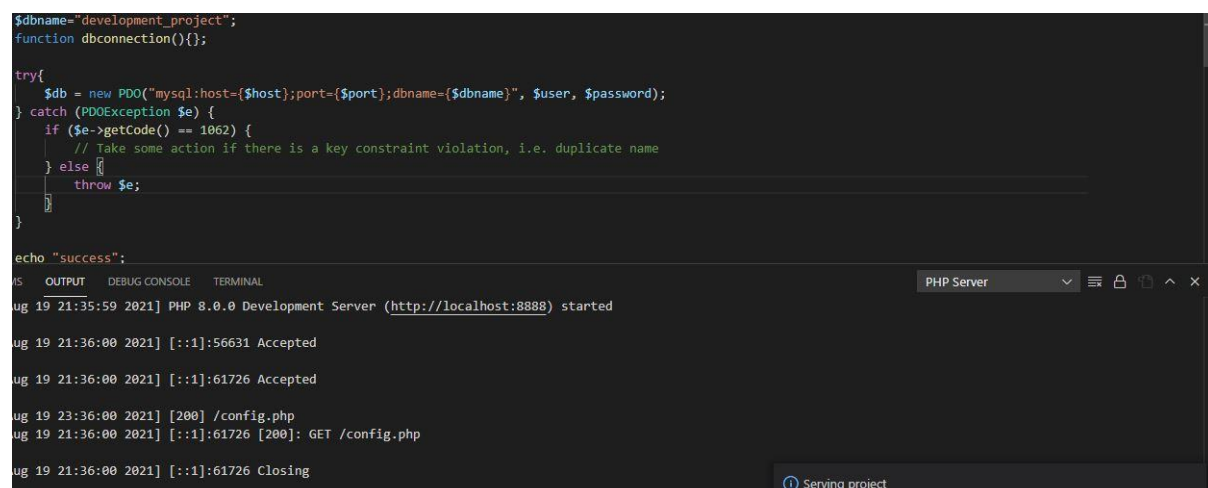 $dbname="development_project";
function dbconnection(){};
try{
$db = new PDO("mysql:host={$host};port={$port};dbname={$dbname}", $user, $password);
} catch (PDOException $e) {
if ($e->getCode() == 1062) {
// Take some action if there is a key constraint violation, i.e. duplicate name
} else {
throw $e;
}
}
echo "success";
MS OUTPUT DEBUG CONSOLE TERMINAL PHP Server
ug 19 21:35:59 2021] PHP 8.0.0 Development Server (http://localhost:8888) started
ug 19 21:36:00 2021] [::1]:56631 Accepted
ug 19 21:36:00 2021] [::1]:61726 Accepted
ug 19 23:36:00 2021] [200] /config.php
ug 19 21:36:00 2021] [::1]:61726 [200]: GET /config.php
ug 19 21:36:00 2021] [::1]:61726 Closing
Serving project